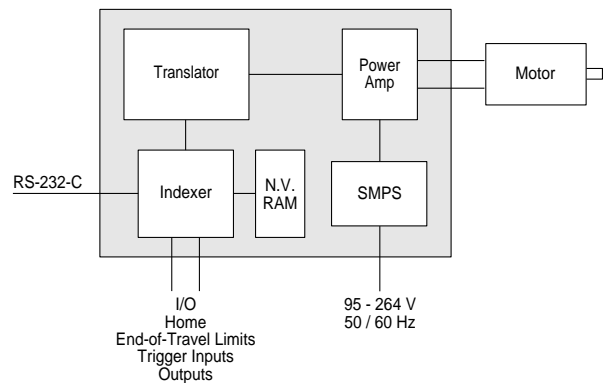 Translator
Power
Amp
Motor
RS-232-C
Indexer
N.V.
RAM
SMPS
I/O
Home
End-of-Travel Limits
Trigger Inputs
Outputs
95 - 264 V
50 / 60 Hz